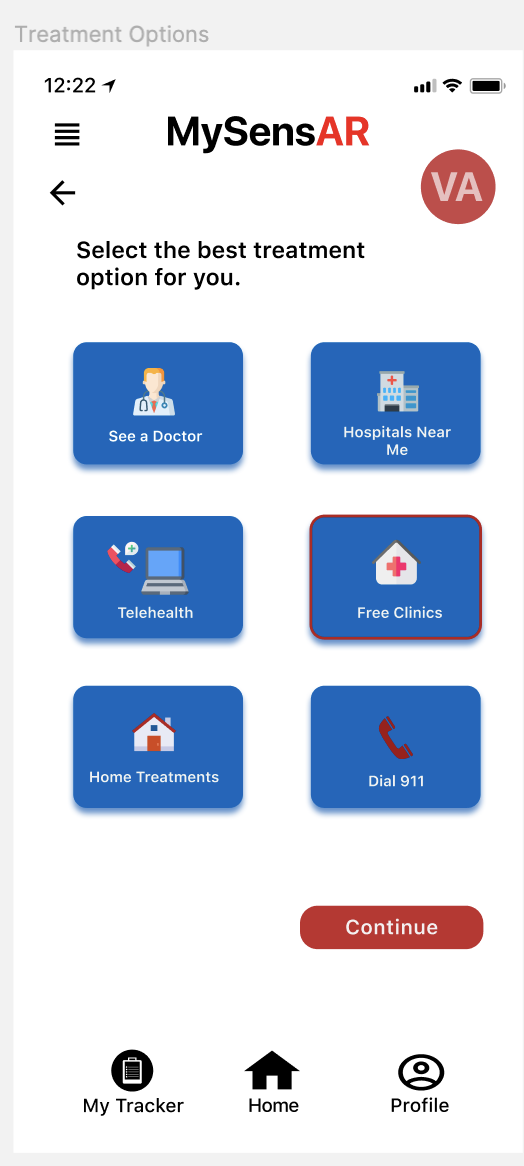 Treatment Options
12:22
MySensAR
VA
Select the best treatment
option for you.
See a Doctor
Hospitals Near
Me
Telehealth
Free Clinics
Home Treatments
Dial 911
Continue
My Tracker
Home
Profile